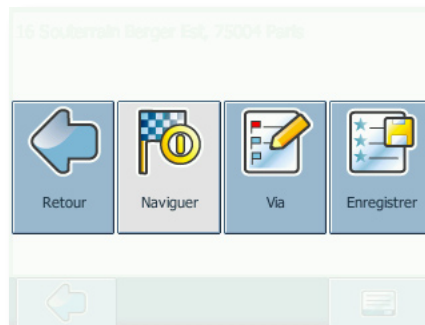 16 Souterrain Berger Est, 75004 Paris
Retour
Naviguer
Via
Enregistrer